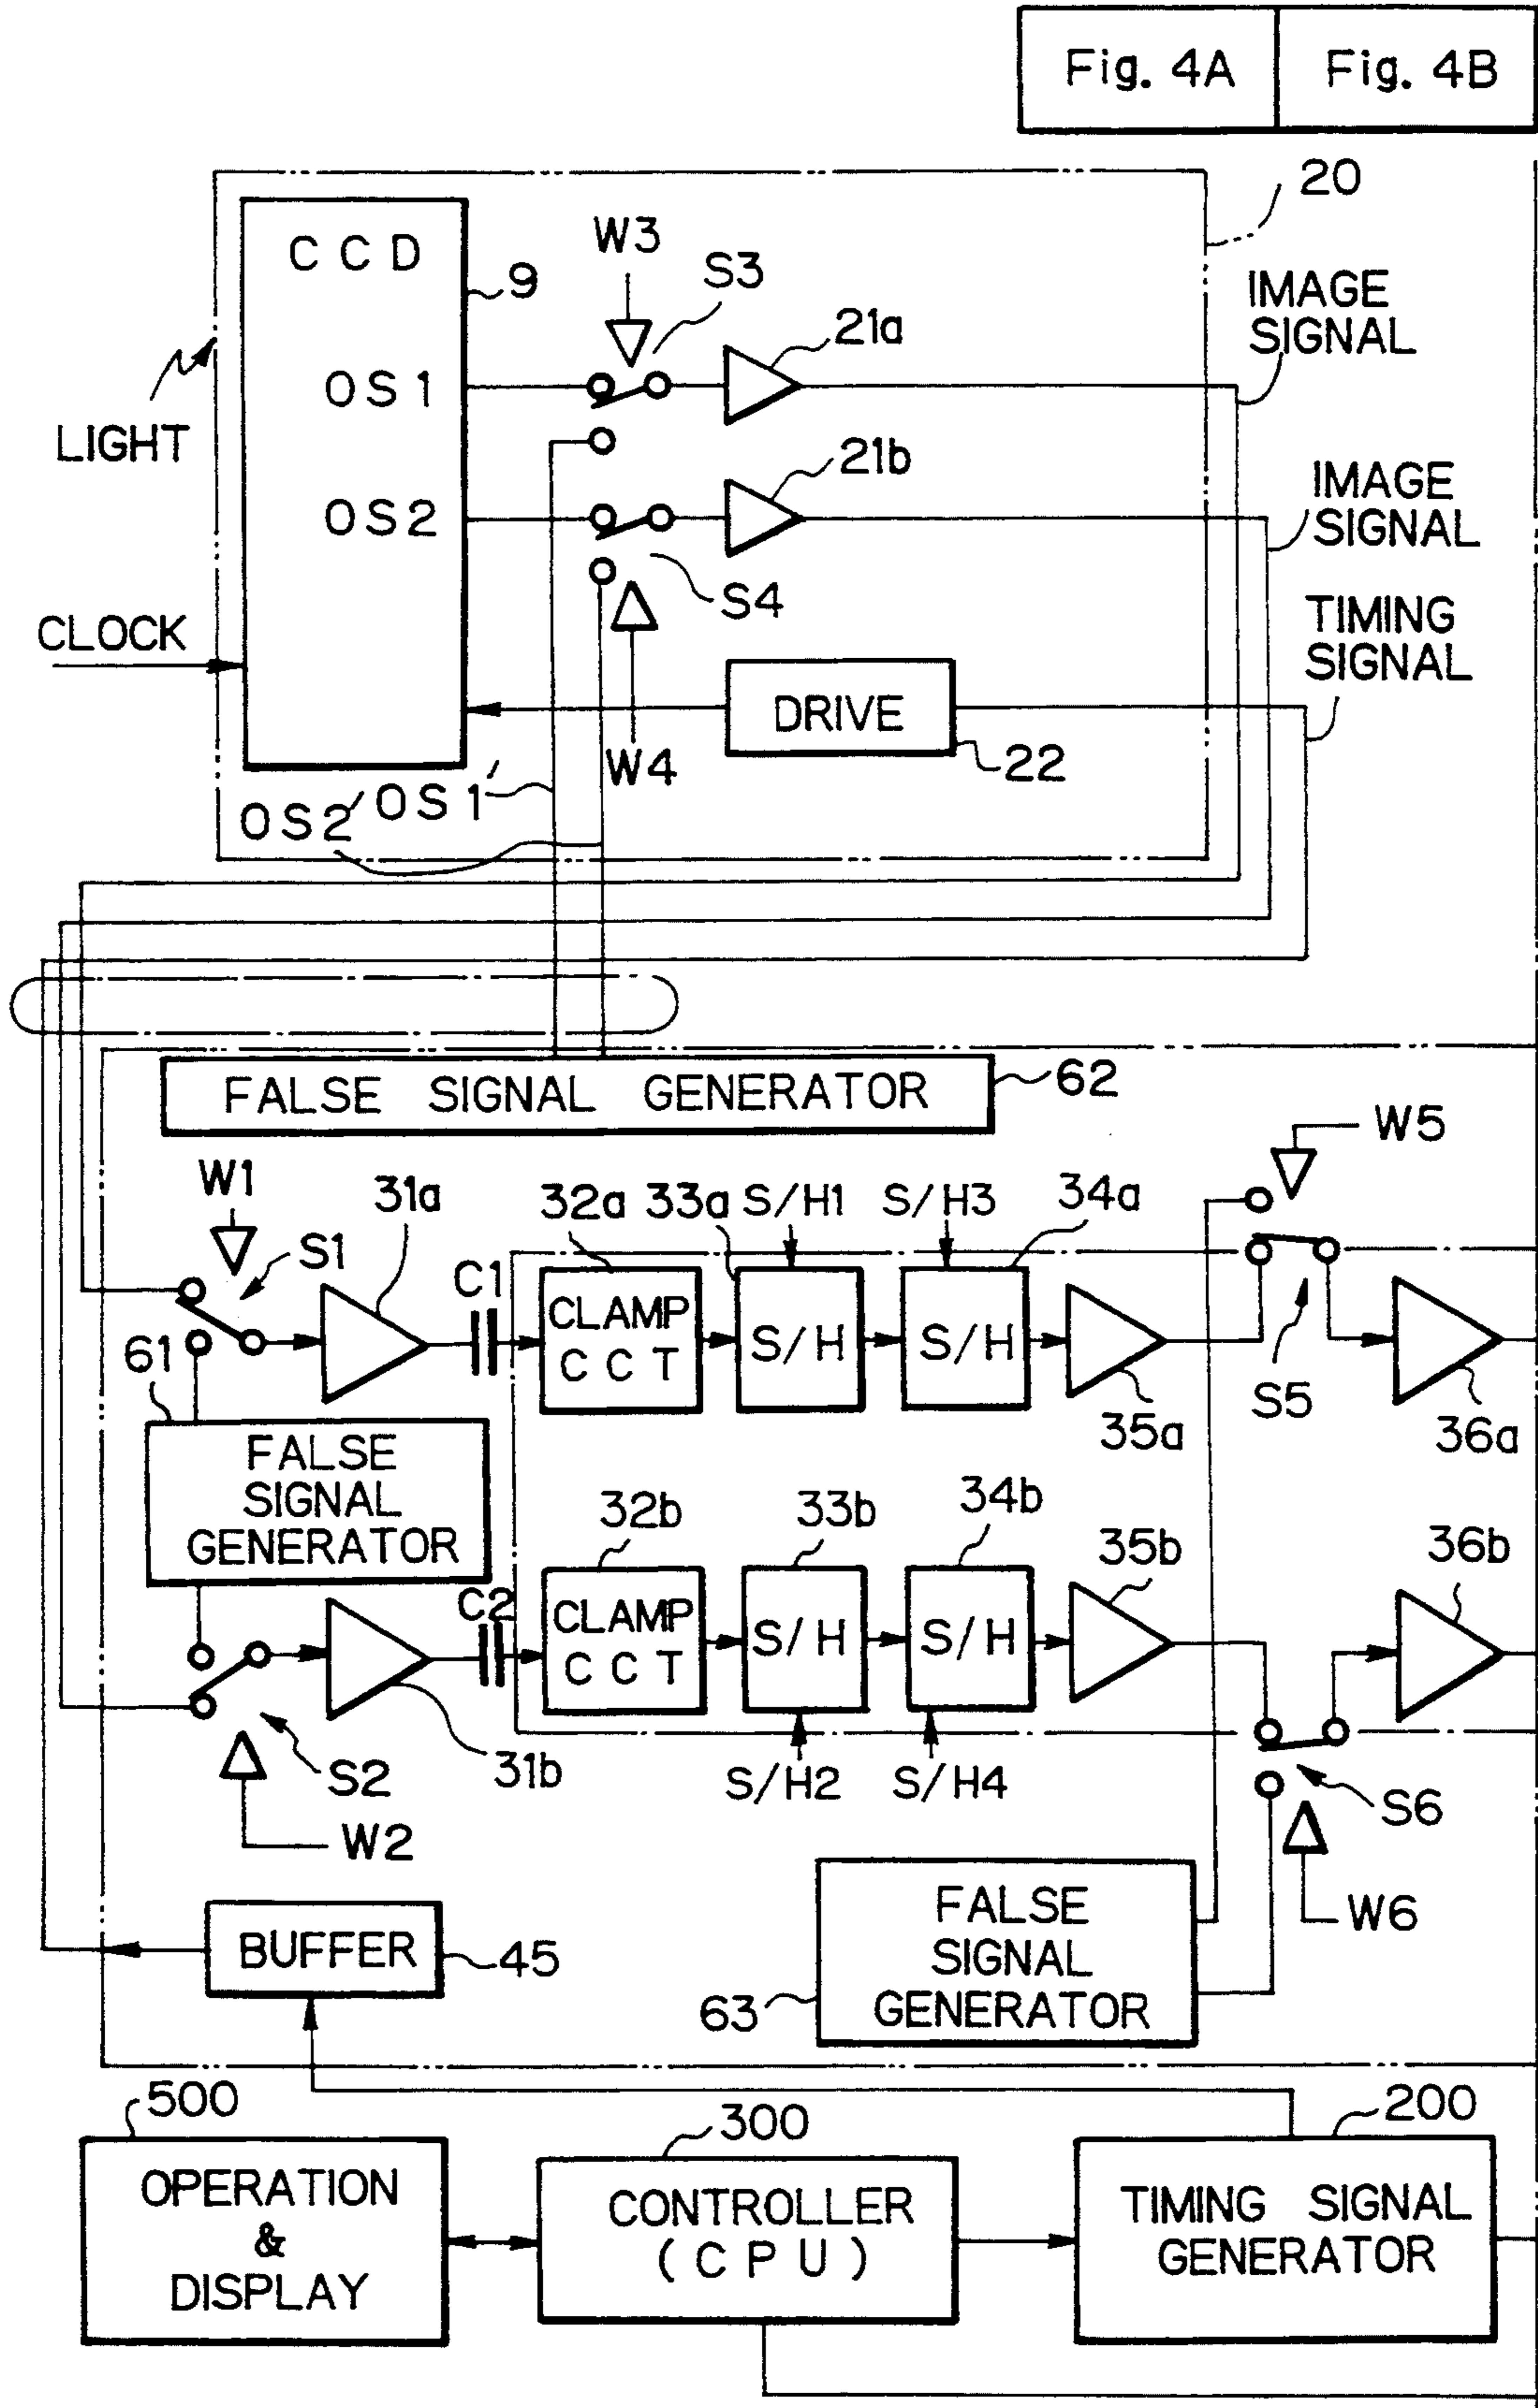 Fig. 4A
Fig. 4B
20
C C D
9
W3
S3
21a
IMAGE
SIGNAL
OS1
LIGHT
21b
IMAGE
SIGNAL
OS2
S4
CLOCK
TIMING
SIGNAL
DRIVE
22
W4
OS1'
OS2'
FALSE SIGNAL GENERATOR
62
W5
W1
31a
32a
33a
S/H1
S/H3
34a
S1
C1
CLAMP
C C T
S/H
S/H
61
S5
35a
36a
FALSE
SIGNAL
GENERATOR
32b
33b
34b
35b
36b
C2
CLAMP
C C T
S/H
S/H
S2
31b
S/H2
S/H4
S6
W2
W6
FALSE
SIGNAL
GENERATOR
BUFFER
45
63
500
300
200
OPERATION
&
DISPLAY
CONTROLLER
(C P U)
TIMING SIGNAL
GENERATOR